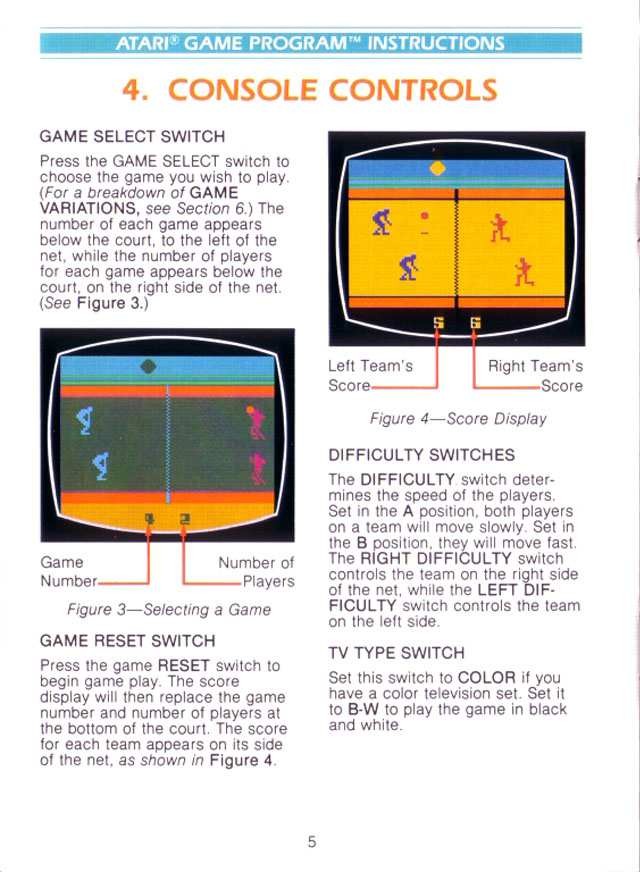 ATARI® GAME PROGRAM™ INSTRUCTIONS
4. CONSOLE CONTROLS
GAME SELECT SWITCH
Press the GAME SELECT switch to
choose the game you wish to play.
(For a breakdown of GAME
VARIATIONS, see Section 6.) The
number of each game appears
below the court, to the left of the
net, while the number of players
for each game appears below the
court, on the right side of the net.
(See Figure 3.)
4 2
Game
Number
Number of
Players
Figure 3—Selecting a Game
GAME RESET SWITCH
Press the game RESET switch to
begin game play. The score
display will then replace the game
number and number of players at
the bottom of the court. The score
for each team appears on its side
of the net, as shown in Figure 4.
5 5
Left Team's
Score
Right Team's
Score
Figure 4—Score Display
DIFFICULTY SWITCHES
The DIFFICULTY switch deter-
mines the speed of the players.
Set in the A position, both players
on a team will move slowly. Set in
the B position, they will move fast.
The RIGHT DIFFICULTY switch
controls the team on the right side
of the net, while the LEFT DIF-
FICULTY switch controls the team
on the left side.
TV TYPE SWITCH
Set this switch to COLOR if you
have a color television set. Set it
to B-W to play the game in black
and white.
5